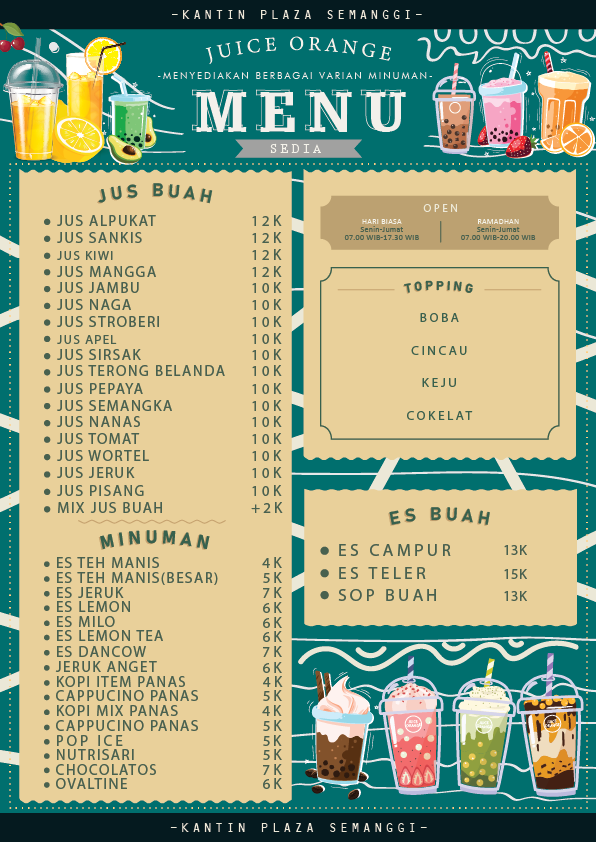 -KANTIN PLAZA SEMANGGI-
JUICE ORANGE
-MENYEDIAKAN BERBAGAI VARIAN MINUMAN-
MENU
SEDIA
JUS BUAH
JUS ALPUKAT 12K
JUS SANKIS 12K
JUS KIWI 12K
JUS MANGGA 12K
JUS JAMBU 10K
JUS NAGA 10K
JUS STROBERI 10K
JUS APEL 10K
JUS SIRSAK 10K
JUS TERONG BELANDA 10K
JUS PEPAYA 10K
JUS SEMANGKA 10K
JUS NANAS 10K
JUS TOMAT 10K
JUS WORTEL 10K
JUS JERUK 10K
JUS PISANG 10K
MIX JUS BUAH +2K
MINUMAN
ES TEH MANIS 4K
ES TEH MANIS(BESAR) 5K
ES JERUK 7K
ES LEMON 6K
ES MILO 6K
ES LEMON TEA 6K
ES DANCOW 7K
JERUK ANGET 6K
KOPI ITEM PANAS 4K
CAPPUCINO PANAS 5K
KOPI MIX PANAS 4K
CAPPUCINO PANAS 5K
POP ICE 5K
NUTRISARI 5K
CHOCOLATOS 7K
OVALTINE 6K
OPEN
HARI BIASA
Senin-Jumat
07.00 WIB-17.30 WIB
RAMADHAN
Senin-Jumat
07.00 WIB-20.00 WIB
TOPPING
BOBA
CINCAU
KEJU
COKELAT
ES BUAH
ES CAMPUR 13K
ES TELER 15K
SOP BUAH 13K
-KANTIN PLAZA SEMANGGI-